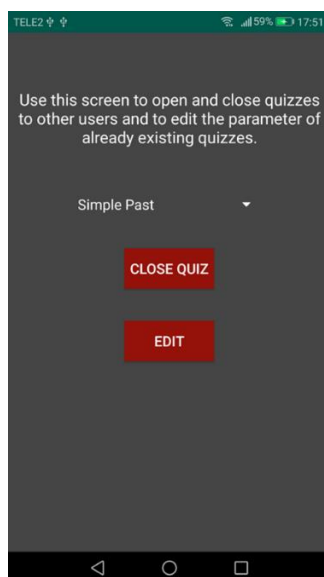 TELE2 59% 17:51
Use this screen to open and close quizzes
to other users and to edit the parameter of
already existing quizzes.
Simple Past
CLOSE QUIZ
EDIT